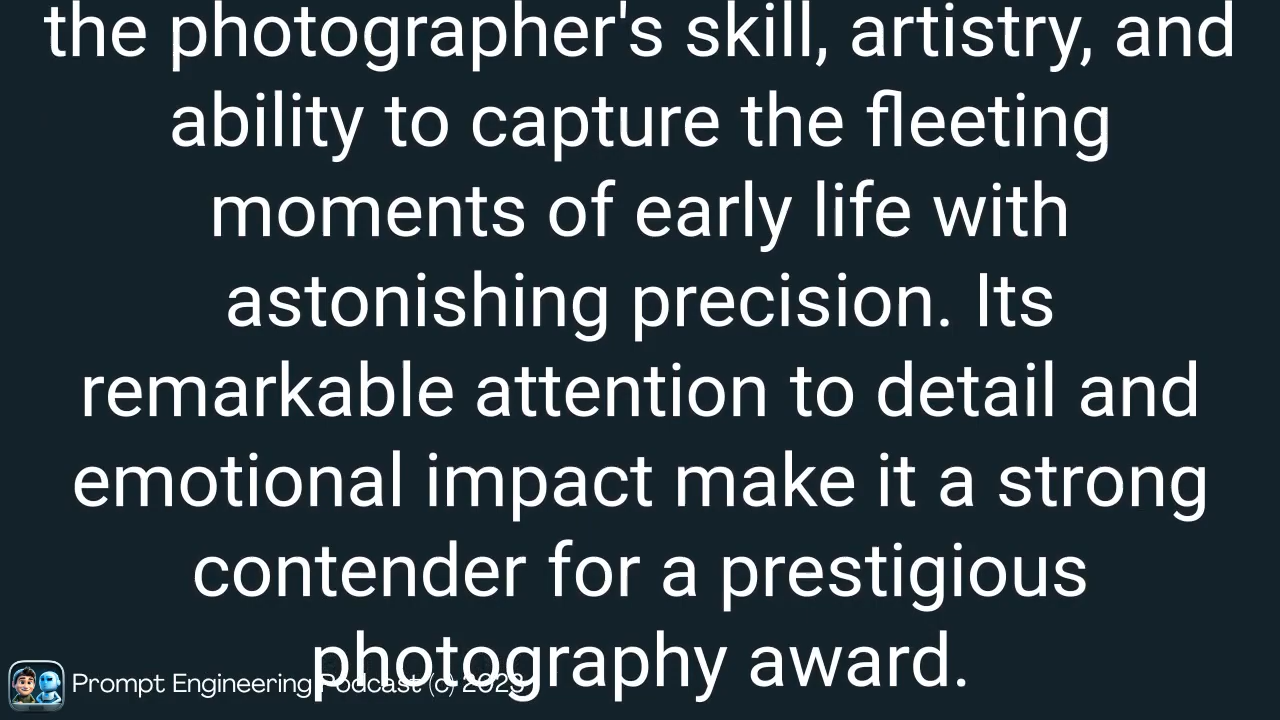 the photographer's skill, artistry, and
ability to capture the fleeting
moments of early life with
astonishing precision. Its
remarkable attention to detail and
emotional impact make it a strong
contender for a prestigious
photography award.
Prompt Engineering Podcast (c) 2023